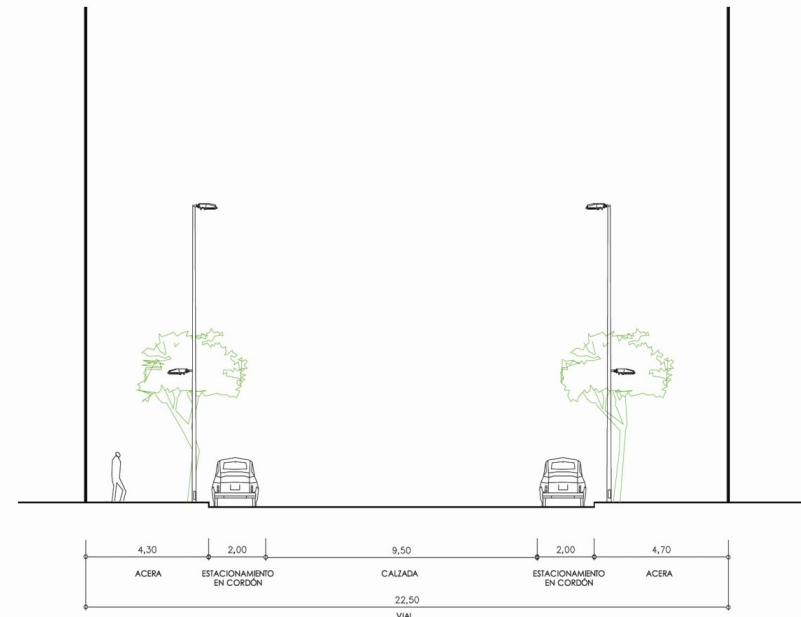 4,30 2,00 9,50 2,00 4,70
ACERA ESTACIONAMIENTO CALZADA ESTACIONAMIENTO ACERA
EN CORDÓN EN CORDÓN
22,50
VIAL